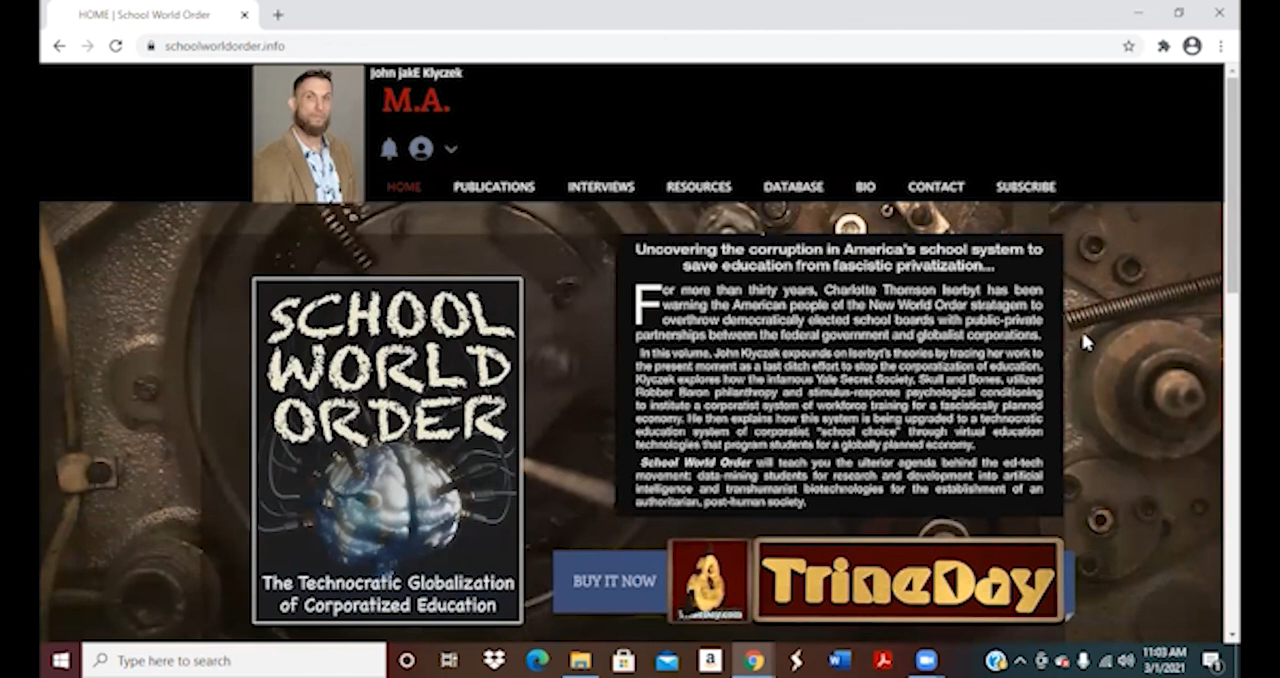 HOME | School World Order
schoolworldorder.info
John JakE Klyczek
M.A.
HOME PUBLICATIONS INTERVIEWS RESOURCES DATABASE BIO CONTACT SUBSCRIBE
Uncovering the corruption in America's school system to
save education from fascistic privatization...
For more than thirty years, Charlotte Thomson Iserbyt has been
warning the American people of the New World Order stratagem to
overthrow democratically elected school boards with public-private
partnerships between the federal government and globalist corporations.
In this volume, John Klyczek expounds on Iserbyt's theories by tracing her work to
the present moment as a last ditch effort to stop the corporatization of education.
Klyczek explores how the infamous Yale Secret Society, Skull and Bones, utilized
Robber Baron philanthropy and stimulus-response psychological conditioning
to institute a corporatist system of workforce training for a fascistically planned
economy. He then explains how this system is being upgraded to a technocratic
education system of corporatist "school choice" through virtual education
technologies that program students for a globally planned economy.
School World Order will teach you the ulterior agenda behind the ed-tech
movement: data-mining students for research and development into artificial
intelligence and transhumanist biotechnologies for the establishment of an
authoritarian, post-human society.
SCHOOL
WORLD
ORDER
The Technocratic Globalization
of Corporatized Education
BUY IT NOW
TrineDay
Type here to search
a
11:03 AM
3/1/2021